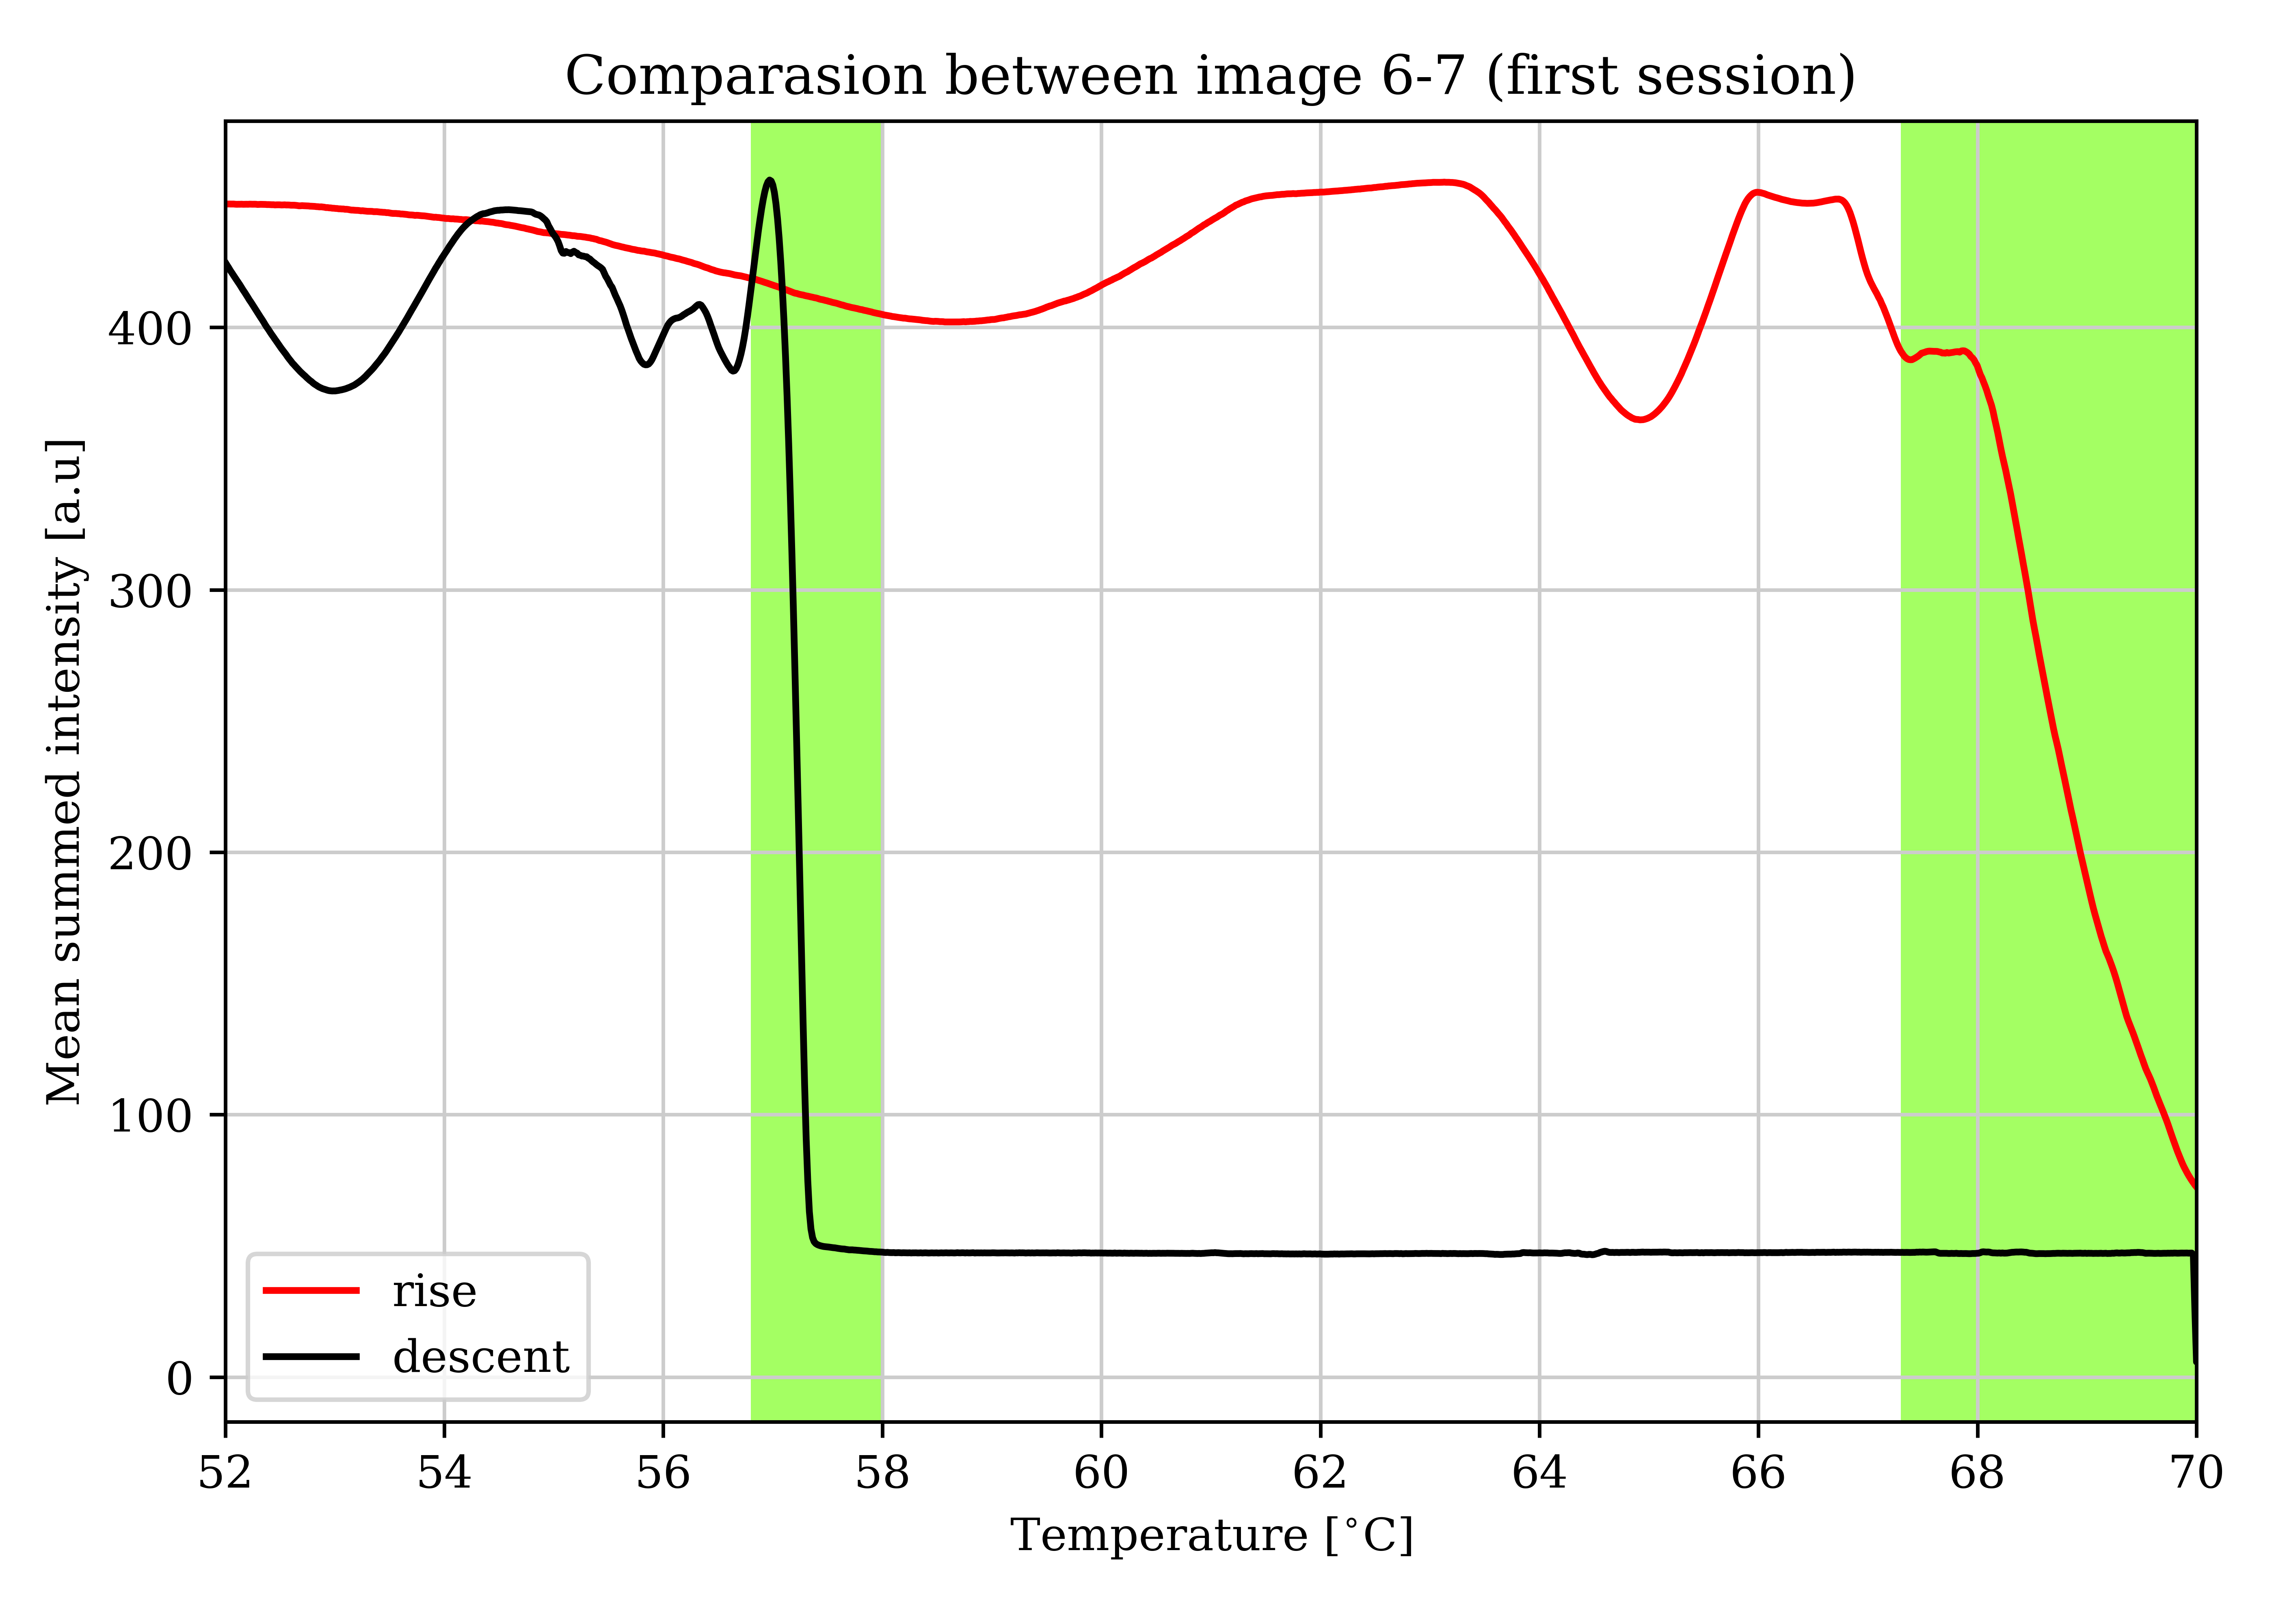 Comparasion between image 6-7 (first session)
Mean summed intensity [a.u]
400
300
200
100
0
rise
descent
52 54 56 58 60 62 64 66 68 70
Temperature [°C]